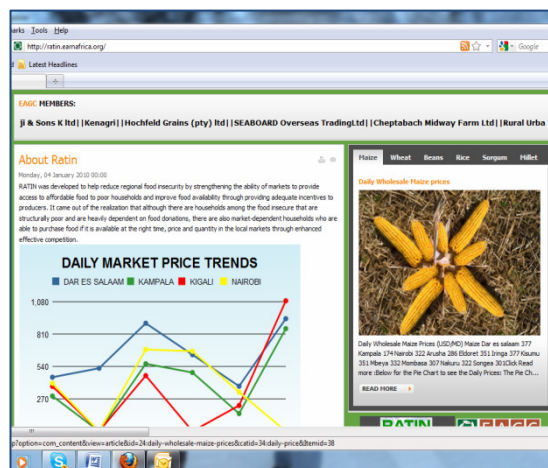 arks Tools Help
http://ratin.earnafrica.org/
Google
Latest Headlines
EAGC MEMBERS:
ji & Sons K ltd||Kenagri||Hochfeld Grains (pty) ltd||SEABOARD Overseas TradingLtd||Cheptabach Midway Farm Ltd||Rural Urba
About Ratin
Monday, 04 January 2010 00:00
RATIN was developed to help reduce regional food insecurity by strengthening the ability of markets to provide
access to affordable food to poor households and improve food availability through providing adequate incentives to
producers. It came out of the realization that although there are households among the food insecure that are
structurally poor and are heavily dependent on food donations, there are also market-dependent households who are
able to purchase food if it is available at the right time, price and quantity in the local markets through enhanced
effective competition.
DAILY MARKET PRICE TRENDS
DAR ES SALAAM KAMPALA KIGALI NAIROBI
1,080
810
540
270
Maize Wheat Beans Rice Sorgum Millet
Daily Wholesale Maize prices
Daily Wholesale Maize Prices (USD/MD) Maize Dar es salaam 377
Kampala 174 Nairobi 322 Arusha 286 Eldoret 351 Iringa 377 Kisumu
351 Mbeya 332 Mombasa 307 Nakuru 322 Songea 301Click Read
more :Below for the Pie Chart to see the Daily Prices: The Pie Ch...
READ MORE
RATIN EAGC
p?option=com_content&view=article&id=24:daily-wholesale-maize-prices&catid=34:daily-price&Itemid=38